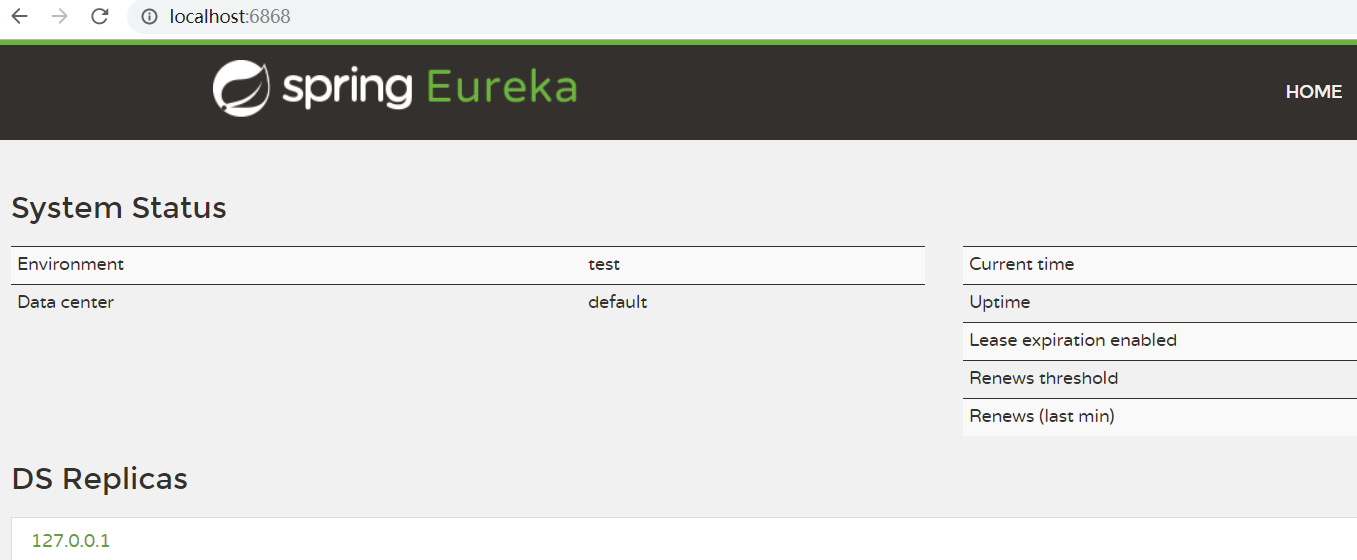 localhost:6868
spring Eureka
HOME
System Status
Environment test
Data center default
Current time
Uptime
Lease expiration enabled
Renews threshold
Renews (last min)
DS Replicas
127.0.0.1